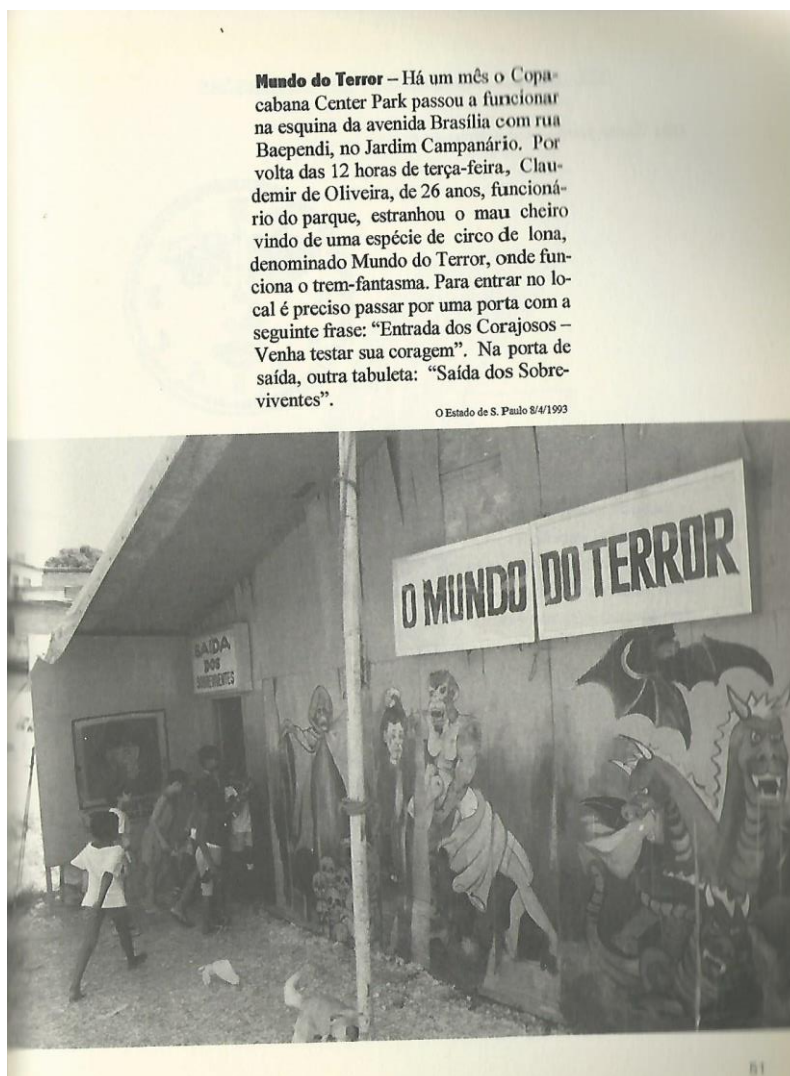 Mundo do Terror – Há um mês o Copa-
cabana Center Park passou a funcionar
na esquina da avenida Brasília com rua
Baependi, no Jardim Campanário. Por
volta das 12 horas de terça-feira, Clau-
demir de Oliveira, de 26 anos, funcioná-
rio do parque, estranhou o mau cheiro
vindo de uma espécie de circo de lona,
denominado Mundo do Terror, onde fun-
ciona o trem-fantasma. Para entrar no lo-
cal é preciso passar por uma porta com a
seguinte frase: “Entrada dos Corajosos –
Venha testar sua coragem”. Na porta de
saída, outra tabuleta: “Saída dos Sobre-
viventes”.
O Estado de S. Paulo 8/4/1993
O MUNDO DO TERROR
SAÍDA
DOS
SOBREVIVENTES
51